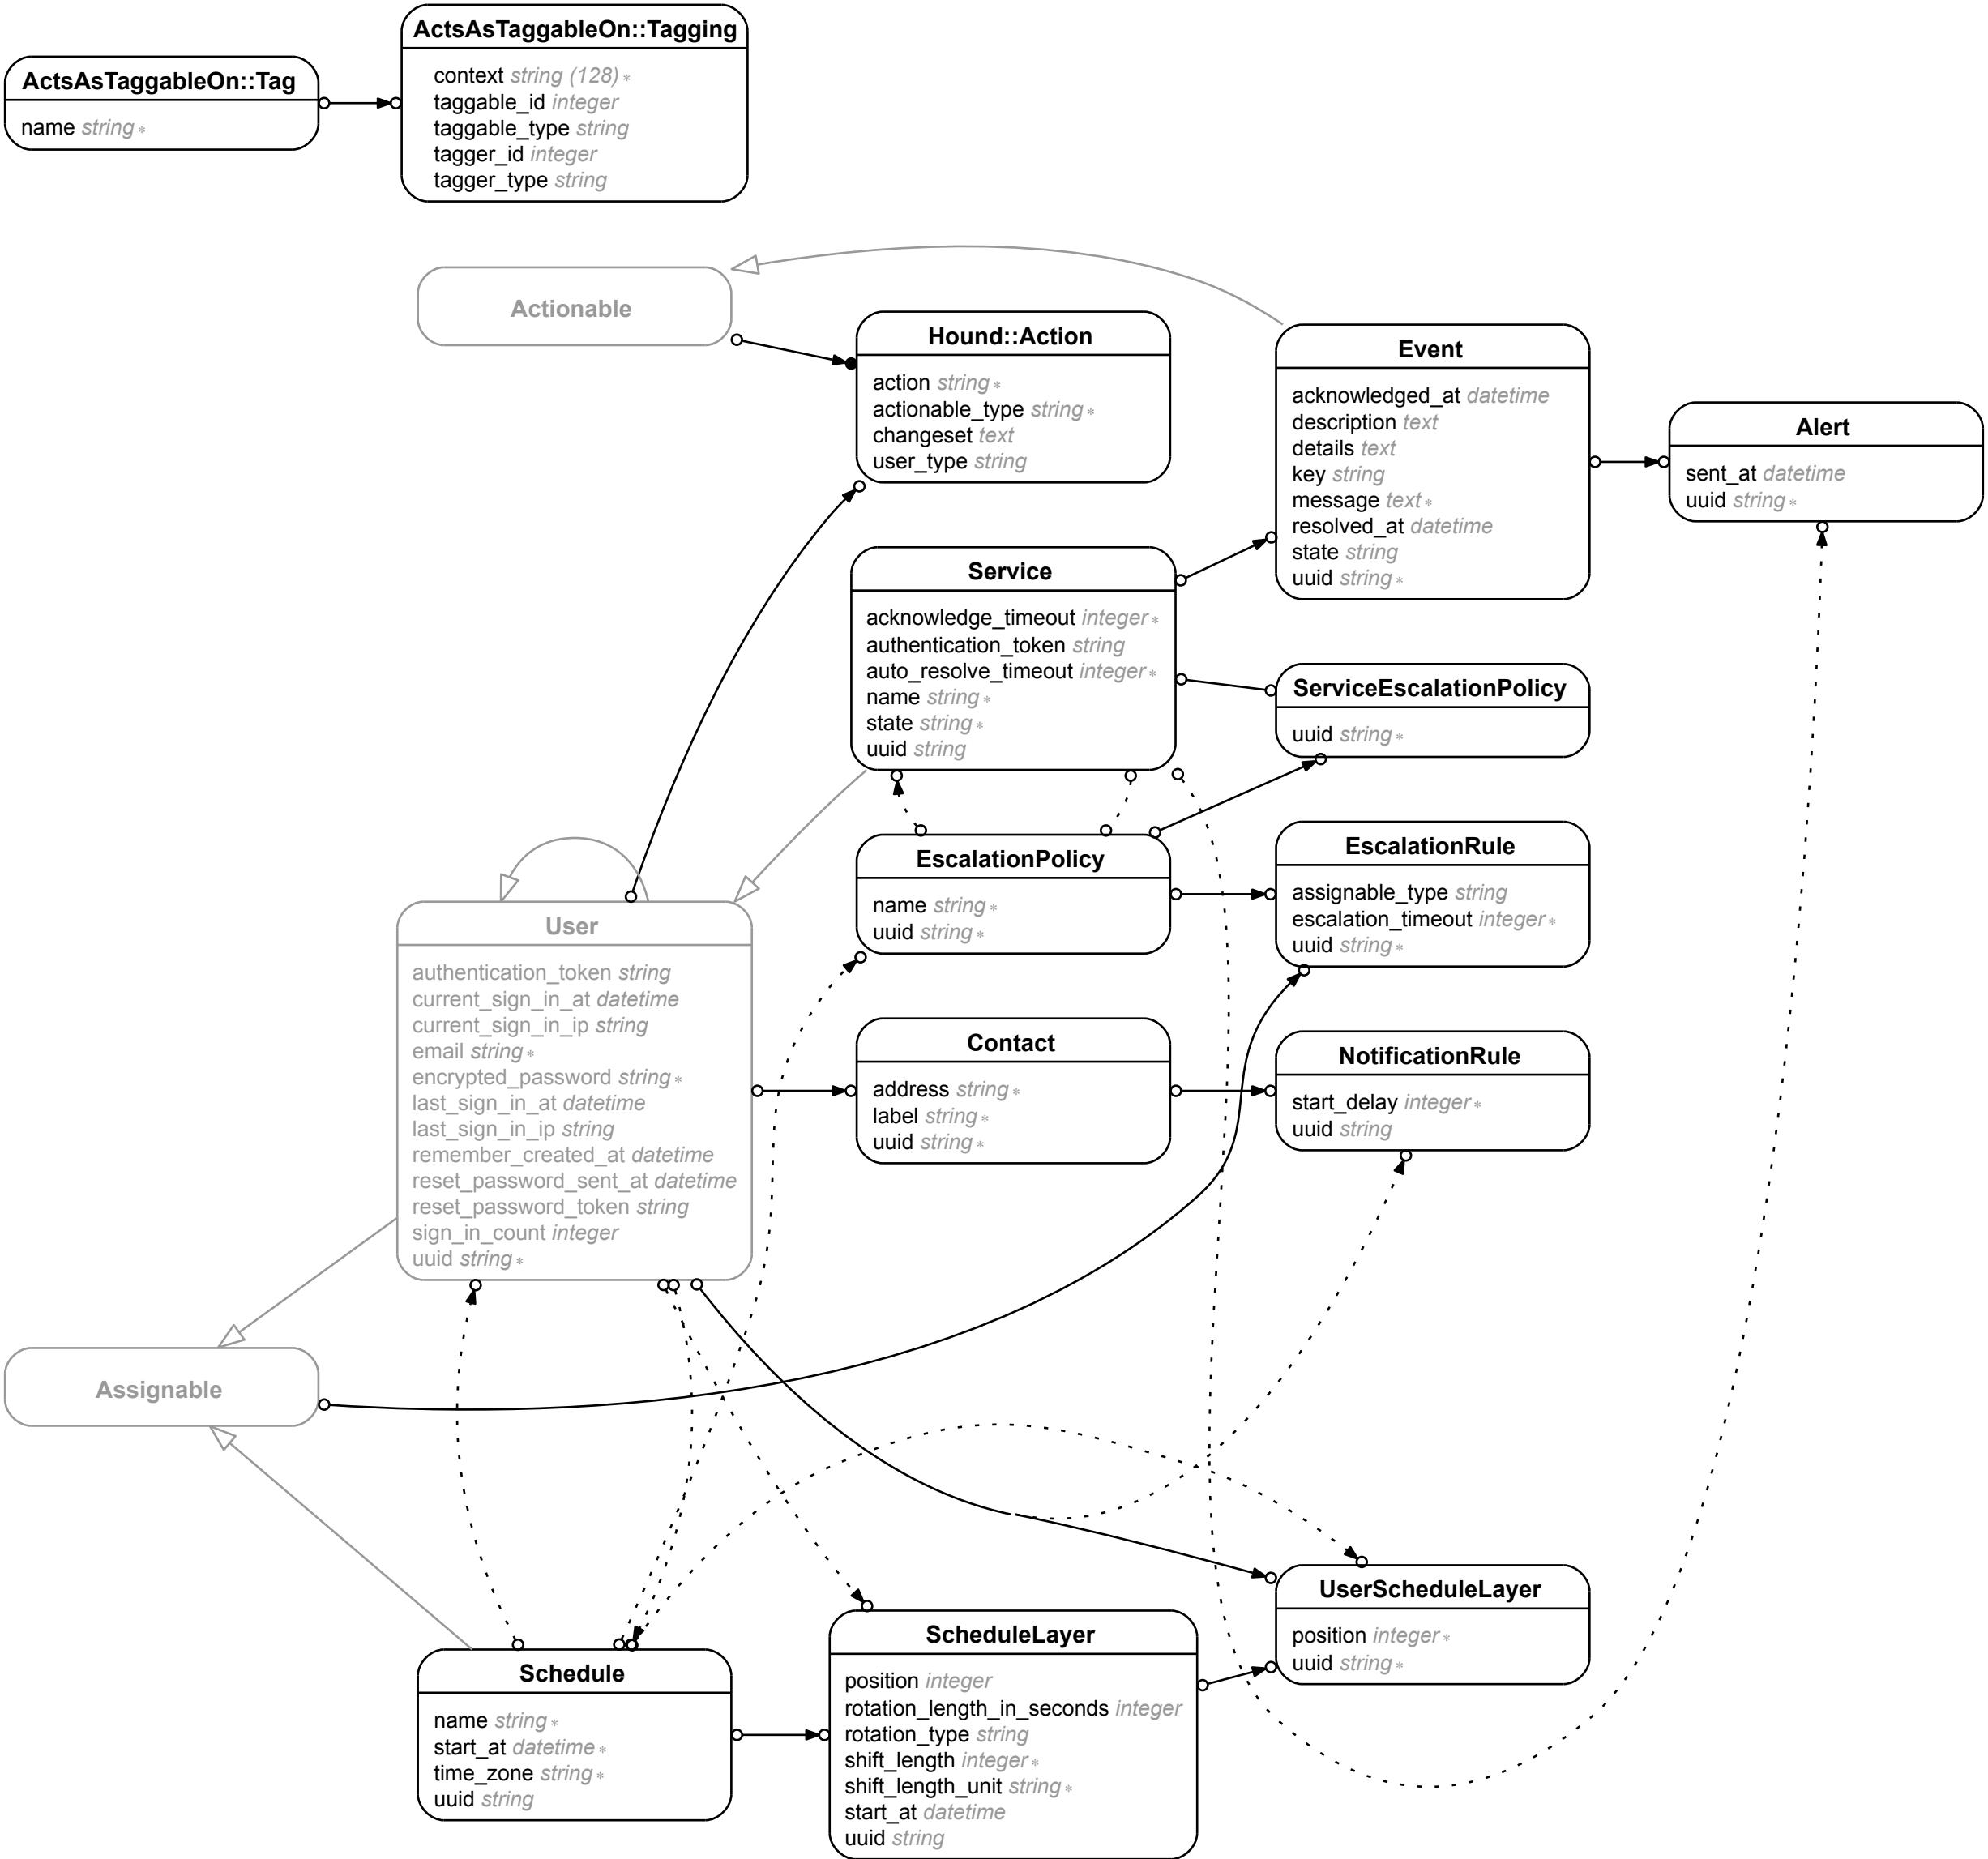 ActsAsTaggableOn::Tag
name string ∗
ActsAsTaggableOn::Tagging
context string (128) ∗
taggable_id integer
taggable_type string
tagger_id integer
tagger_type string
Actionable
Hound::Action
action string ∗
actionable_type string ∗
changeset text
user_type string
Event
acknowledged_at datetime
description text
details text
key string
message text ∗
resolved_at datetime
state string
uuid string ∗
Alert
sent_at datetime
uuid string ∗
Service
acknowledge_timeout integer ∗
authentication_token string
auto_resolve_timeout integer ∗
name string ∗
state string ∗
uuid string
ServiceEscalationPolicy
uuid string ∗
EscalationPolicy
name string ∗
uuid string ∗
EscalationRule
assignable_type string
escalation_timeout integer ∗
uuid string ∗
User
authentication_token string
current_sign_in_at datetime
current_sign_in_ip string
email string ∗
encrypted_password string ∗
last_sign_in_at datetime
last_sign_in_ip string
remember_created_at datetime
reset_password_sent_at datetime
reset_password_token string
sign_in_count integer
uuid string ∗
Contact
address string ∗
label string ∗
uuid string ∗
NotificationRule
start_delay integer ∗
uuid string
Assignable
Schedule
name string ∗
start_at datetime ∗
time_zone string ∗
uuid string
ScheduleLayer
position integer
rotation_length_in_seconds integer
rotation_type string
shift_length integer ∗
shift_length_unit string ∗
start_at datetime
uuid string
UserScheduleLayer
position integer ∗
uuid string ∗